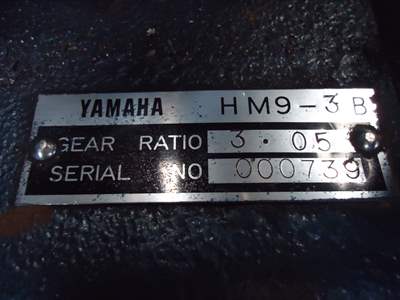 YAMAHA HM9-3B
GEAR RATIO 3.05
SERIAL NO 000739